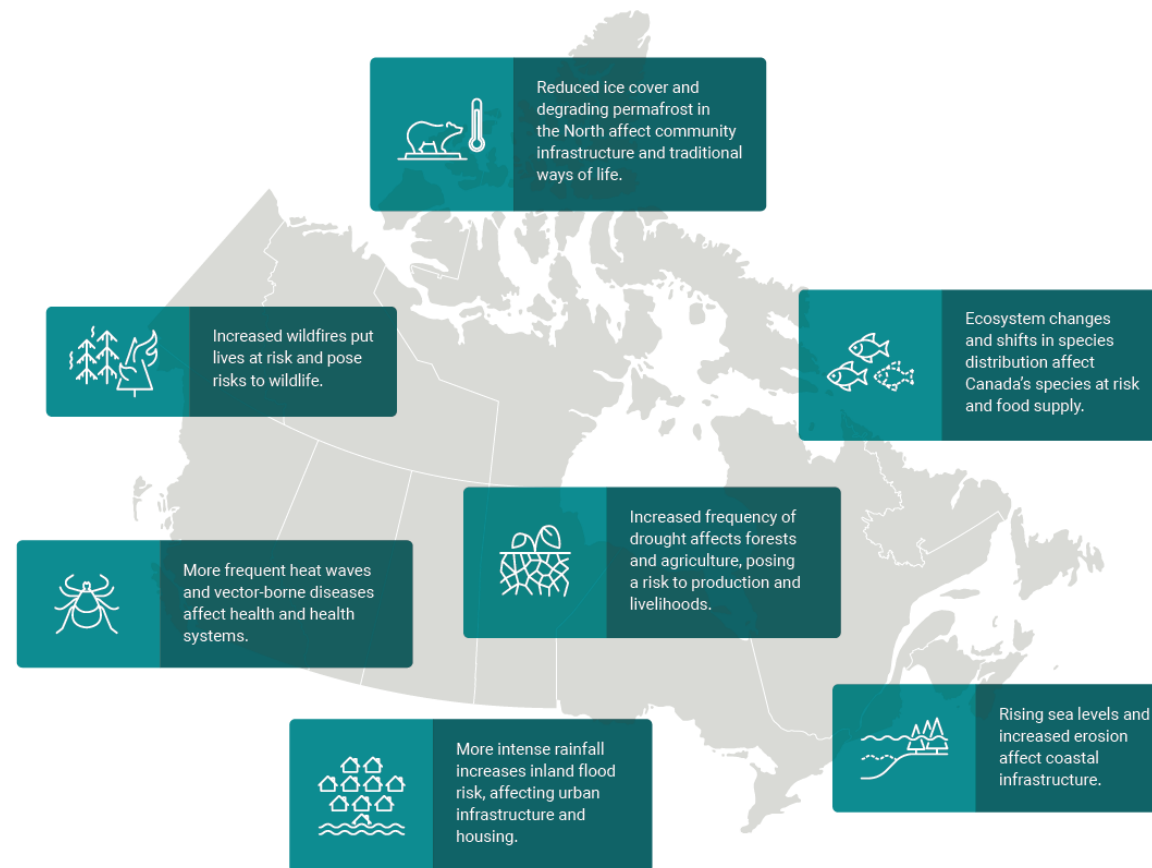 Reduced ice cover and
degrading permafrost in
the North affect community
infrastructure and traditional
ways of life.
Increased wildfires put
lives at risk and pose
risks to wildlife.
Ecosystem changes
and shifts in species
distribution affect
Canada’s species at risk
and food supply.
More frequent heat waves
and vector-borne diseases
affect health and health
systems.
Increased frequency of
drought affects forests
and agriculture, posing
a risk to production and
livelihoods.
More intense rainfall
increases inland flood
risk, affecting urban
infrastructure and
housing.
Rising sea levels and
increased erosion
affect coastal
infrastructure.